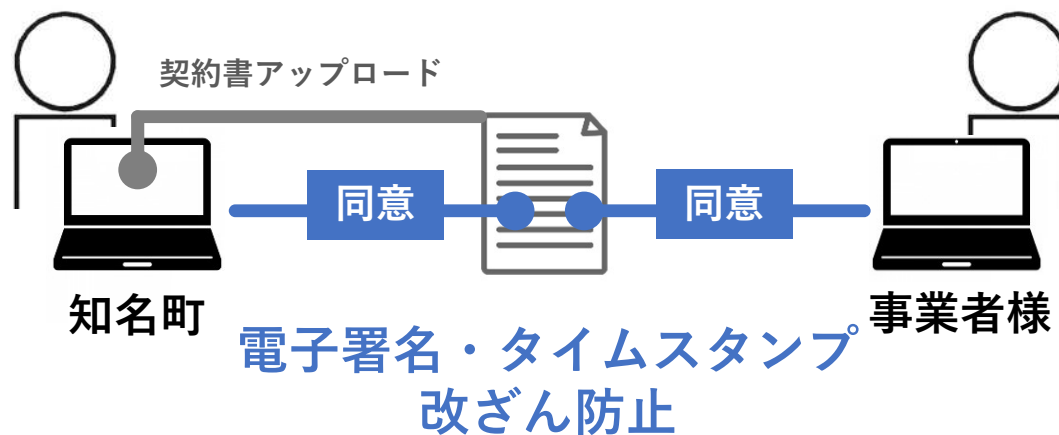 契約書アップロード
同意
同意
知名町
事業者様
電子署名・タイムスタンプ
改ざん防止